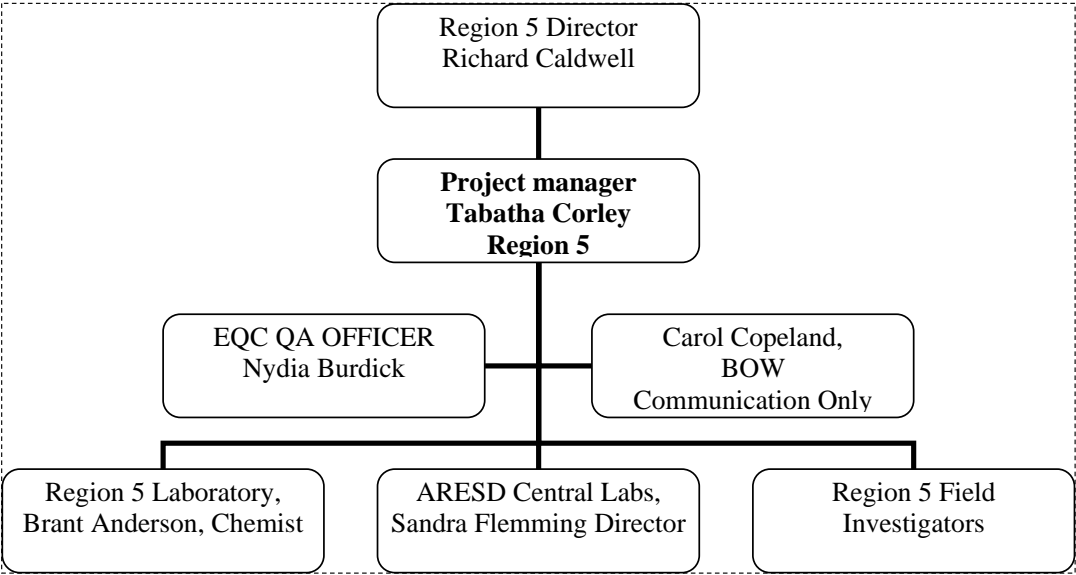 Region 5 Director
Richard Caldwell
Project manager
Tabatha Corley
Region 5
EQC QA OFFICER
Nydia Burdick
Carol Copeland,
BOW
Communication Only
Region 5 Laboratory,
Brant Anderson, Chemist
ARESD Central Labs,
Sandra Flemming Director
Region 5 Field
Investigators